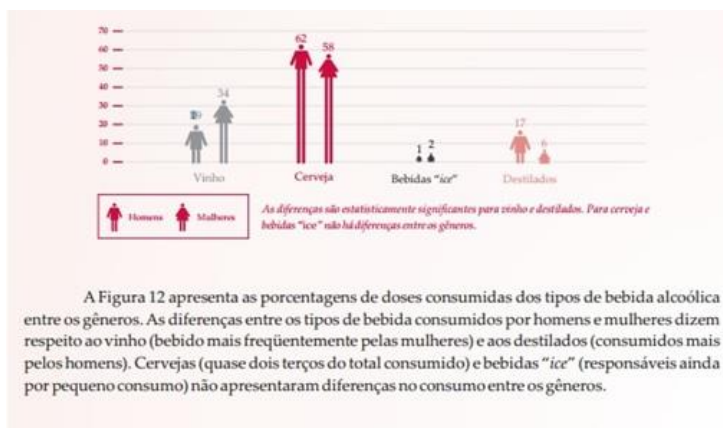 70
60
50
40
30
20
10
0
19
34
62
58
1
2
17
6
Vinho
Cerveja
Bebidas "ice"
Destilados
Homens
Mulheres
As diferenças são estatisticamente significantes para vinho e destilados. Para cerveja e
bebidas "ice" não há diferenças entre os gêneros.
A Figura 12 apresenta as porcentagens de doses consumidas dos tipos de bebida alcoólica
entre os gêneros. As diferenças entre os tipos de bebida consumidos por homens e mulheres dizem
respeito ao vinho (bebido mais freqüentemente pelas mulheres) e aos destilados (consumidos mais
pelos homens). Cervejas (quase dois terços do total consumido) e bebidas "ice" (responsáveis ainda
por pequeno consumo) não apresentaram diferenças no consumo entre os gêneros.